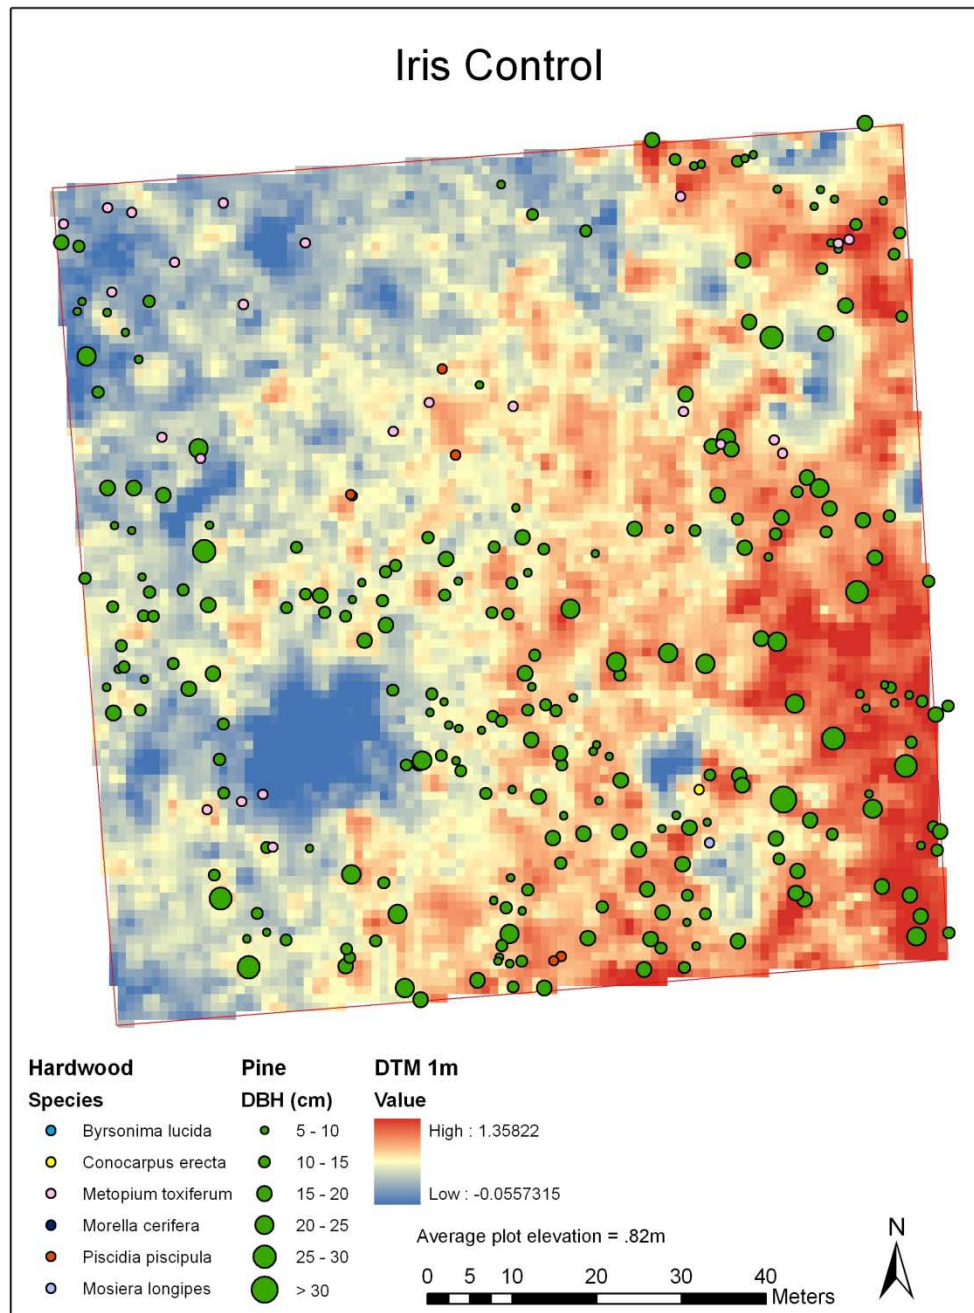 Iris Control
Hardwood
Species
Byrsonima lucida
Conocarpus erecta
Metopium toxiferum
Morella cerifera
Piscidia piscipula
Mosiera longipes
Pine
DBH (cm)
5 - 10
10 - 15
15 - 20
20 - 25
25 - 30
> 30
DTM 1m
Value
High : 1.35822
Low : -0.0557315
Average plot elevation = .82m
0 5 10 20 30 40
Meters
N